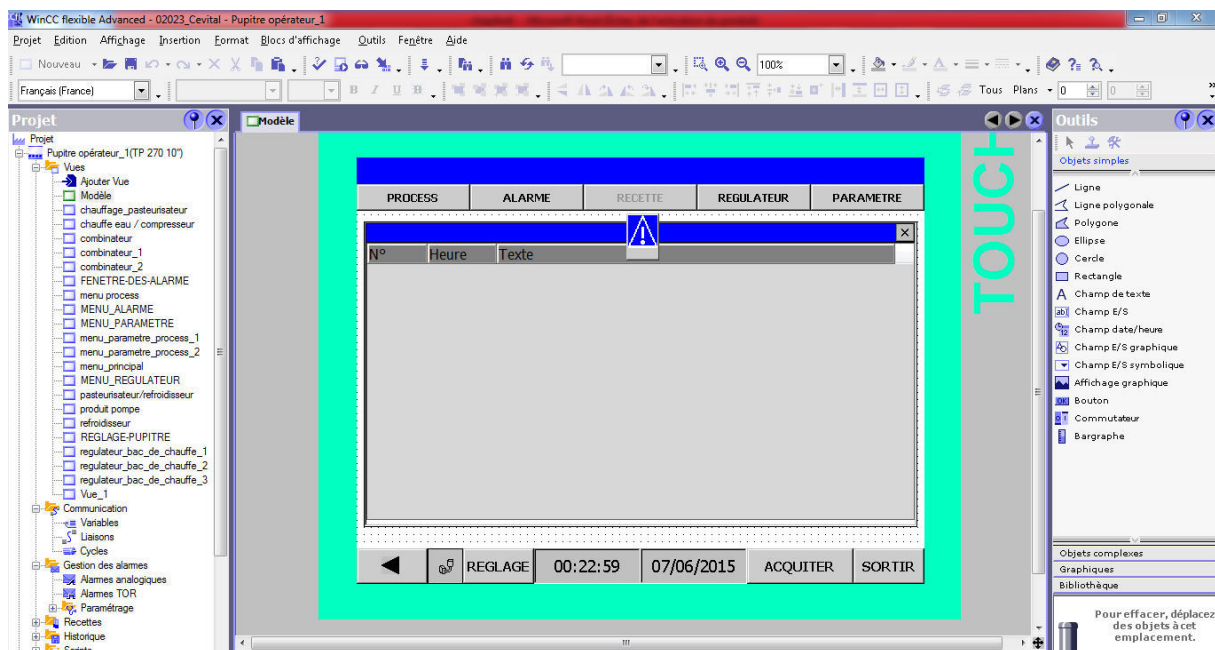 WinCC flexible Advanced - 02023_Cevital - Pupitre opérateur_1
Projet Edition Affichage Insertion Format Blocs d'affichage Outils Fenêtre Aide
Nouveau 100%
Français (France) B I U B Tous Plans 0 0
Projet
Projet
Pupitre opérateur_1(TP 270 10")
Vues
Ajouter Vue
Modèle
chauffage_pasteurisateur
chauffe eau / compresseur
combinateur
combinateur_1
combinateur_2
FENETRE-DES-ALARME
menu process
MENU_ALARME
MENU_PARAMETRE
menu_parametre_process_1
menu_parametre_process_2
menu_principal
MENU_REGULATEUR
pasteurisateur/refroidisseur
produit pompe
refroidisseur
REGLAGE-PUPITRE
regulateur_bac_de_chauffe_1
regulateur_bac_de_chauffe_2
regulateur_bac_de_chauffe_3
Vue_1
Communication
Variables
Liaisons
Cycles
Gestion des alarmes
Alarmes analogiques
Alarmes TOR
Paramétrage
Recettes
Historique
Modèle
TOUCH
PROCESS ALARME RECETTE REGULATEUR PARAMETRE
N° Heure Texte
REGLAGE 00:22:59 07/06/2015 ACQUITER SORTIR
Outils
Objets simples
Ligne
Ligne polygonale
Polygone
Ellipse
Cercle
Rectangle
Champ de texte
Champ E/S
Champ date/heure
Champ E/S graphique
Champ E/S symbolique
Affichage graphique
Bouton
Commutateur
Bargraphe
Objets complexes
Graphiques
Bibliothèque
Pour effacer, déplacez
des objets à cet
emplacement.